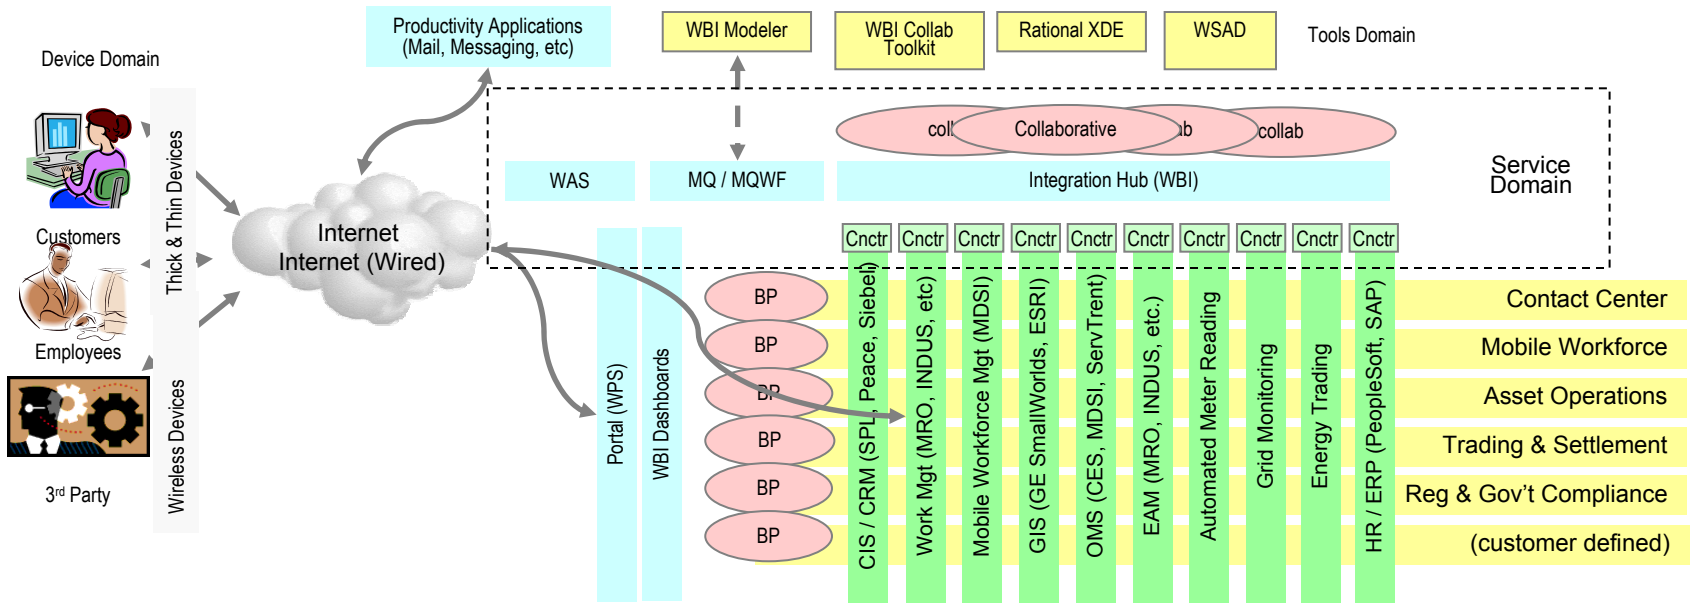 Productivity Applications
(Mail, Messaging, etc)
WBI Modeler
WBI Collab
Toolkit
Rational XDE
WSAD
Tools Domain
Device Domain
Customers
Employees
3rd Party
Thick & Thin Devices
Wireless Devices
Internet
Internet (Wired)
Collaborative
collab
WAS
MQ / MQWF
Integration Hub (WBI)
Service
Domain
Portal (WPS)
WBI Dashboards
Cnctr
Cnctr
Cnctr
Cnctr
Cnctr
Cnctr
Cnctr
Cnctr
Cnctr
Cnctr
BP
BP
BP
BP
BP
BP
CIS / CRM (SPL, Peace, Siebel)
Work Mgt (MRO, INDUS, etc)
Mobile Workforce Mgt (MDSI)
GIS (GE SmallWorlds, ESRI)
OMS (CES, MDSI, ServTrent)
EAM (MRO, INDUS, etc.)
Automated Meter Reading
Grid Monitoring
Energy Trading
HR / ERP (PeopleSoft, SAP)
Contact Center
Mobile Workforce
Asset Operations
Trading & Settlement
Reg & Gov’t Compliance
(customer defined)